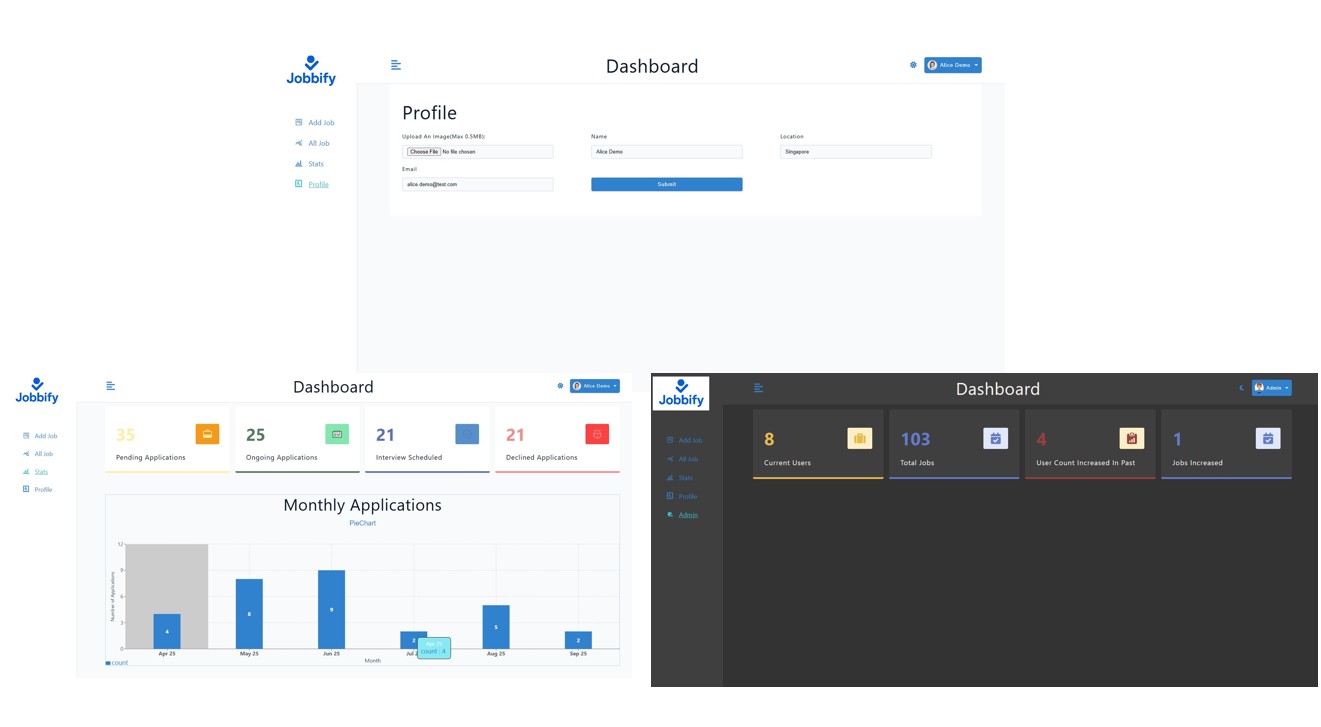 Jobbify
Dashboard
Alice Demo
Add Job
All Job
Stats
Profile
Profile
Upload An Image(Max 0.5MB):
Name
Location
Choose File No file chosen
Alice Demo
Singapore
Email
alice.demo@test.com
Submit
Jobbify
Dashboard
Alice Demo
Add Job
All Job
Stats
Profile
35
Pending Applications
25
Ongoing Applications
21
Interview Scheduled
21
Declined Applications
Monthly Applications
PieChart
Number of Applications
12
9
6
3
0
4
8
9
2
5
2
Apr 25
count : 4
Apr 25
May 25
Jun 25
Jul 2
Aug 25
Sep 25
Month
count
Jobbify
Dashboard
Admin
Add Job
All Job
Stats
Profile
Admin
8
Current Users
103
Total Jobs
4
User Count Increased In Past
1
Jobs Increased